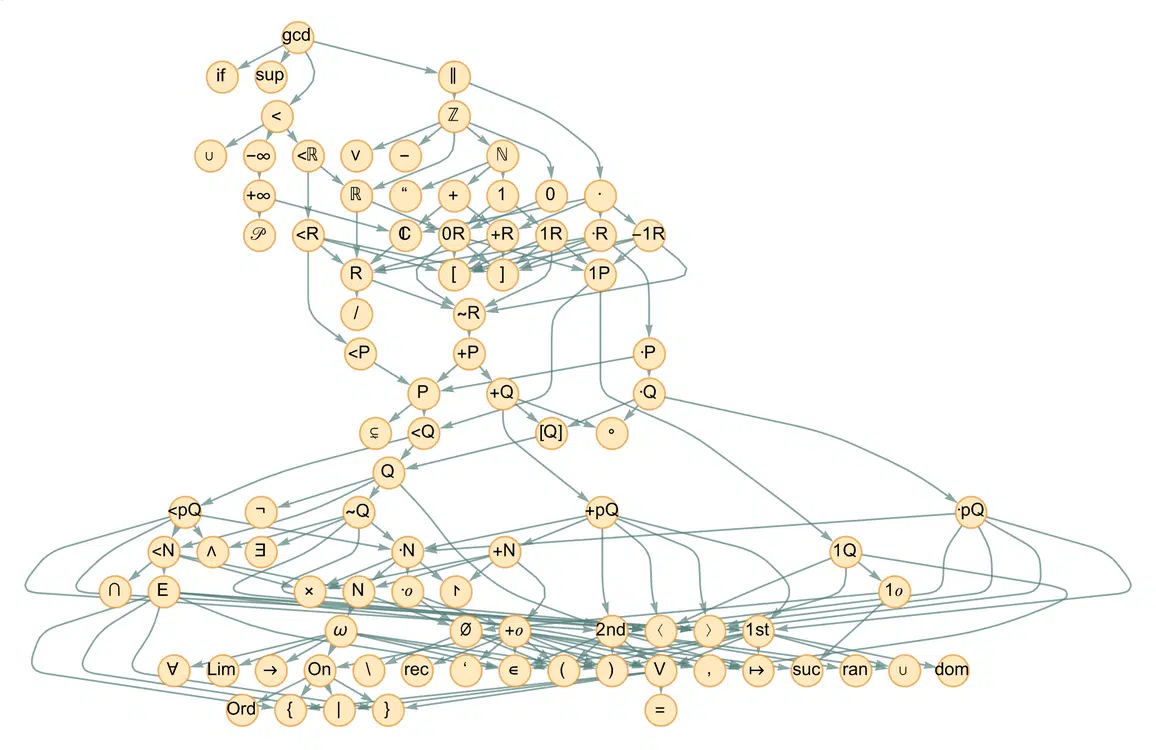 gcd
if sup ∥
< ℤ
∪ −∞ <ℝ ∨ − ℕ
+∞ ℝ “ + 1 0 ·
𝒫 <R ℂ 0R +R 1R ·R −1R
R [ ] 1P
/ ~R
<P +P ·P
P +Q ·Q
⊊ <Q [Q] ∘
Q
<pQ ¬ ~Q +pQ ·pQ
<N ∧ ∃ ·N +N 1Q
∩ E × N ·ℴ ↿ 1ℴ
ω Ø +ℴ 2nd 〈 〉 1st
∀ Lim → On \ rec ‘ ∈ ( ) V , ↦ suc ran ∪ dom
Ord { | } =